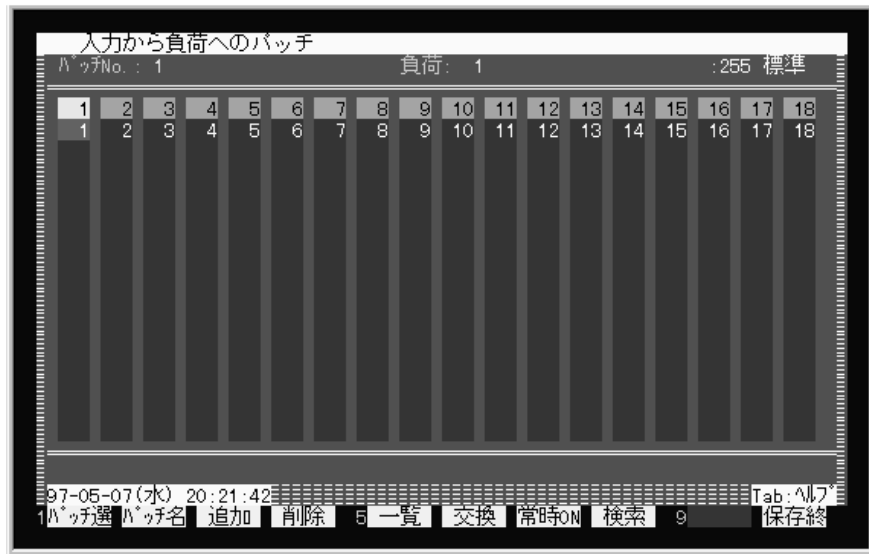 入力から負荷へのパッチ
ﾊﾟｯﾁNo. : 1 負荷: 1 :255 標準
1 2 3 4 5 6 7 8 9 10 11 12 13 14 15 16 17 18
1 2 3 4 5 6 7 8 9 10 11 12 13 14 15 16 17 18
97-05-07(水) 20:21:42 Tab:ﾍﾙﾌﾟ
1 ﾊﾟｯﾁ選 ﾊﾟｯﾁ名 追加 削除 5 一覧 交換 常時ON 検索 9 保存終